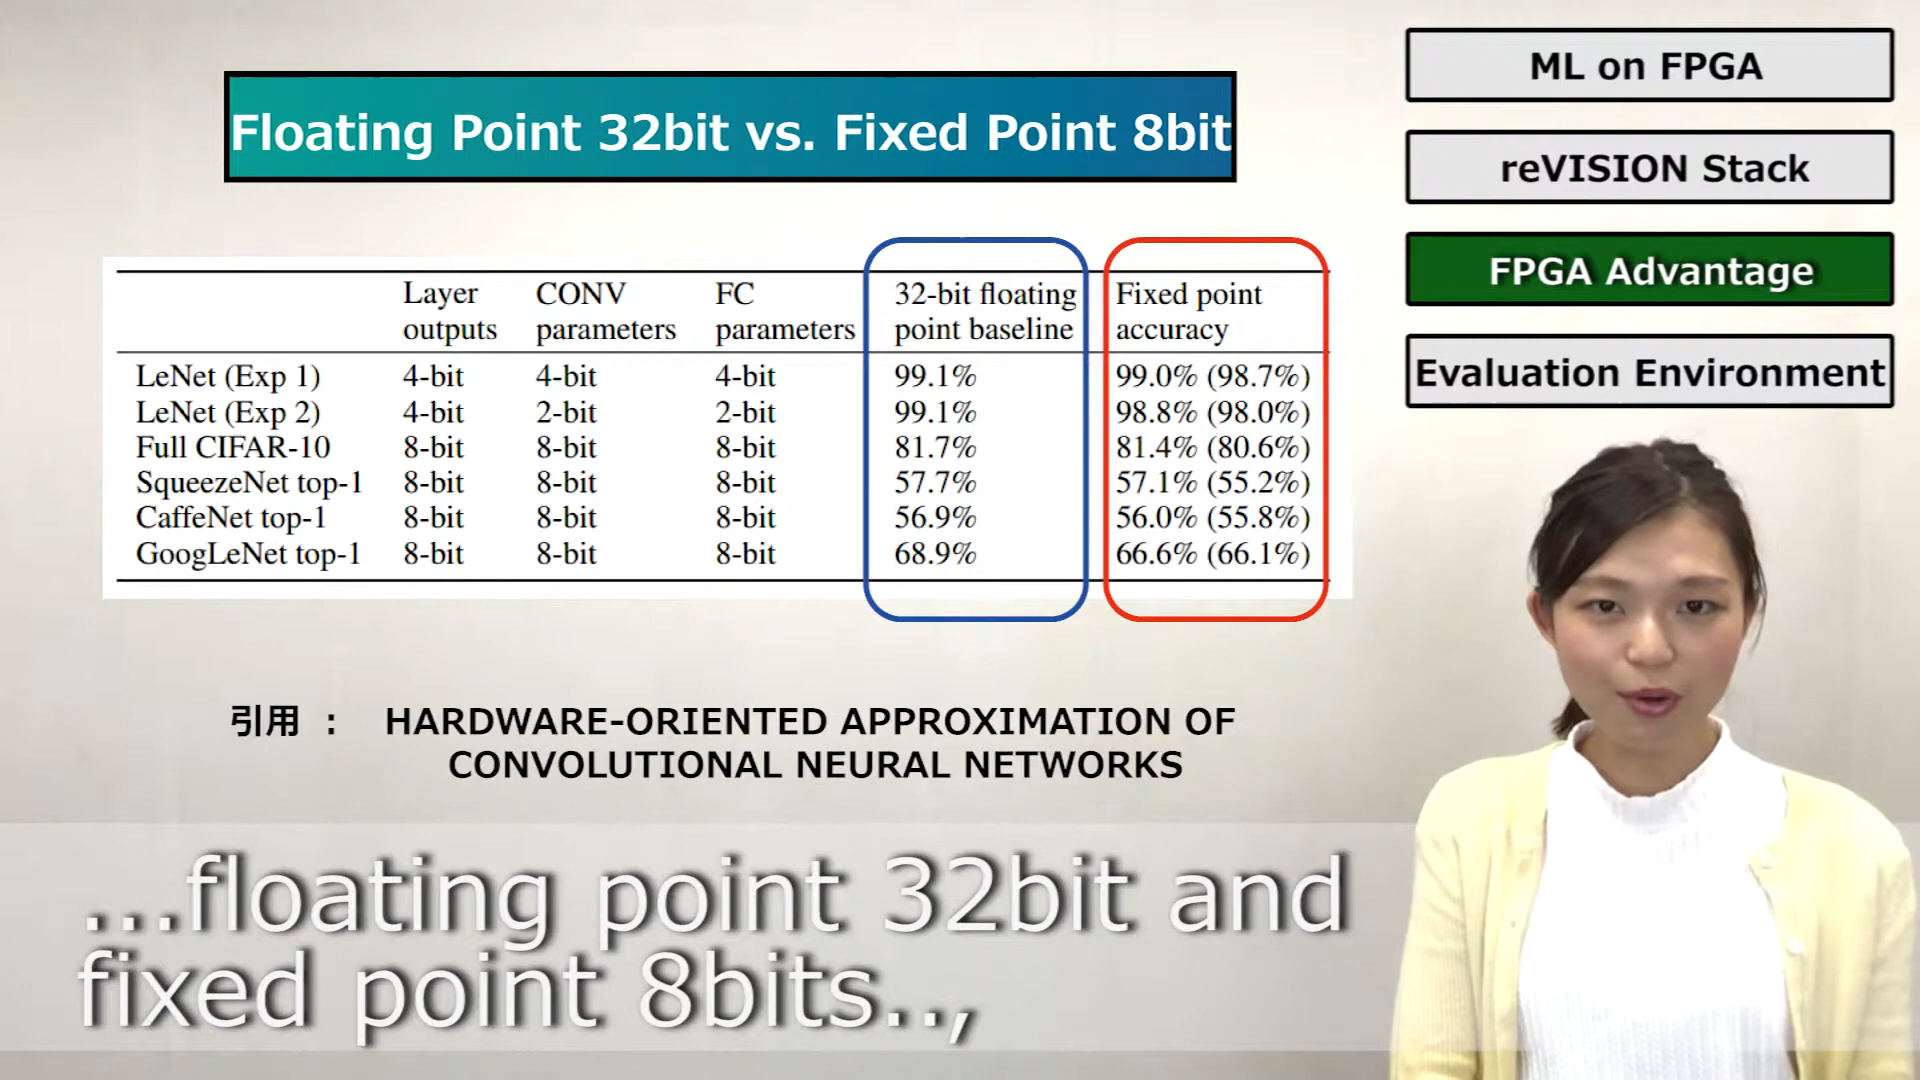 Floating Point 32bit vs. Fixed Point 8bit
ML on FPGA
reVISION Stack
FPGA Advantage
Evaluation Environment
Layer outputs CONV parameters FC parameters 32-bit floating point baseline Fixed point accuracy
LeNet (Exp 1) 4-bit 4-bit 4-bit 99.1% 99.0% (98.7%)
LeNet (Exp 2) 4-bit 2-bit 2-bit 99.1% 98.8% (98.0%)
Full CIFAR-10 8-bit 8-bit 8-bit 81.7% 81.4% (80.6%)
SqueezeNet top-1 8-bit 8-bit 8-bit 57.7% 57.1% (55.2%)
CaffeNet top-1 8-bit 8-bit 8-bit 56.9% 56.0% (55.8%)
GoogLeNet top-1 8-bit 8-bit 8-bit 68.9% 66.6% (66.1%)
引用 : HARDWARE-ORIENTED APPROXIMATION OF
CONVOLUTIONAL NEURAL NETWORKS
...floating point 32bit and
fixed point 8bits..,